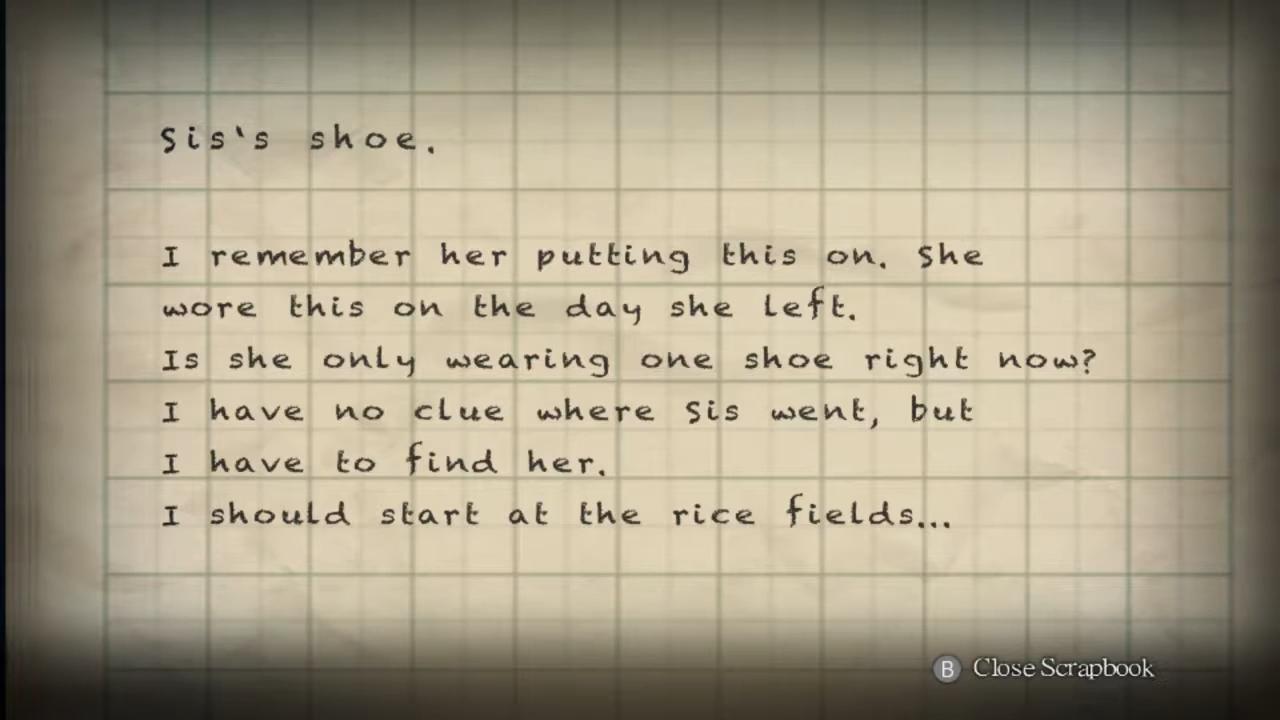 Sis's shoe.
I remember her putting this on. She
wore this on the day she left.
Is she only wearing one shoe right now?
I have no clue where Sis went, but
I have to find her.
I should start at the rice fields...
B Close Scrapbook